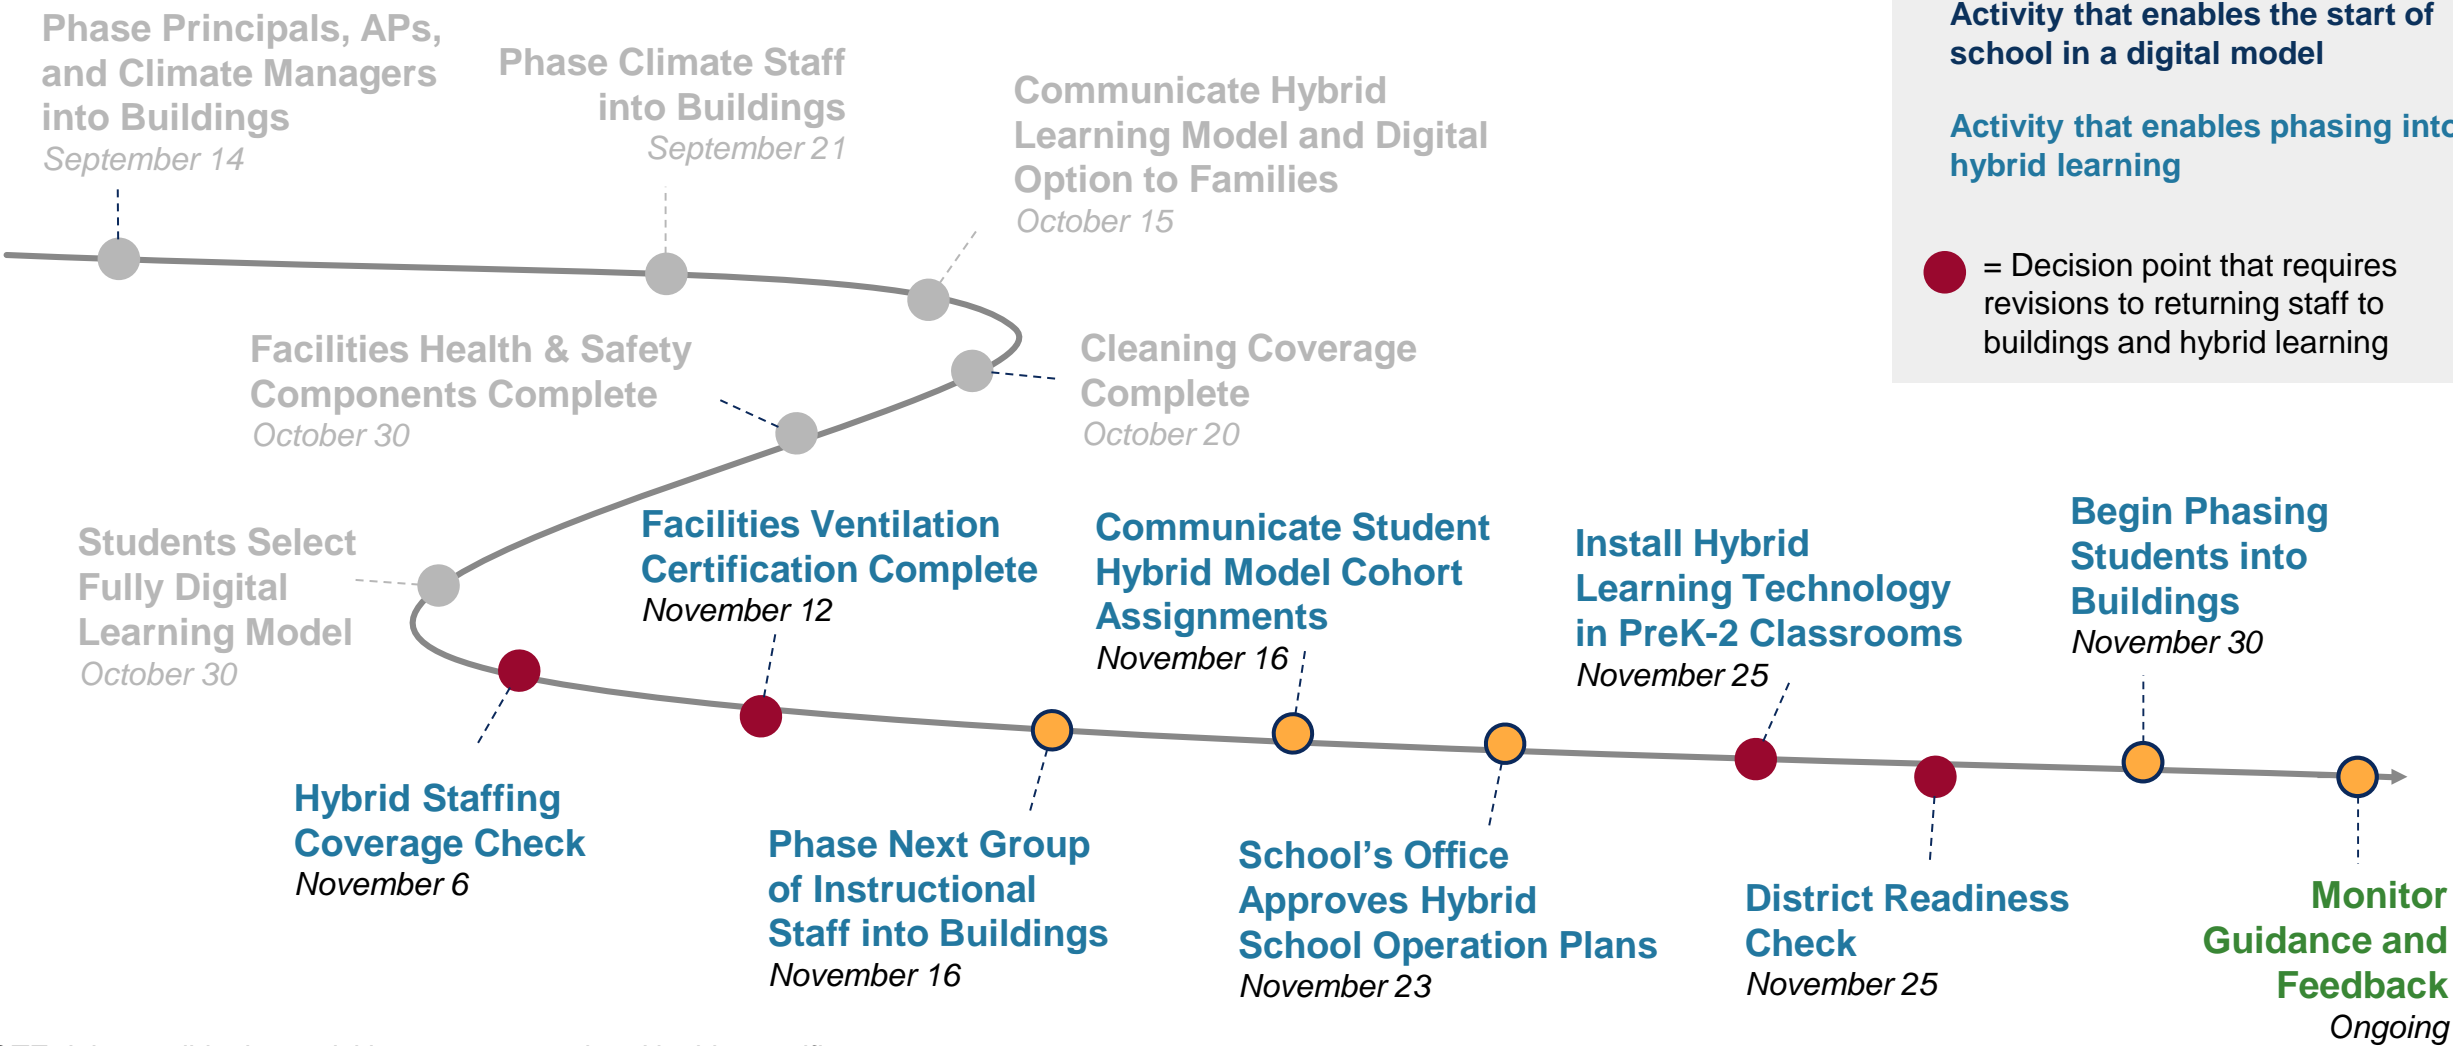 Phase Principals, APs,
and Climate Managers
into Buildings
September 14
Phase Climate Staff
into Buildings
September 21
Communicate Hybrid
Learning Model and Digital
Option to Families
October 15
Activity that enables the start of
school in a digital model
Activity that enables phasing into
hybrid learning
= Decision point that requires
revisions to returning staff to
buildings and hybrid learning
Facilities Health & Safety
Components Complete
October 30
Cleaning Coverage
Complete
October 20
Students Select
Fully Digital
Learning Model
October 30
Facilities Ventilation
Certification Complete
November 12
Communicate Student
Hybrid Model Cohort
Assignments
November 16
Install Hybrid
Learning Technology
in PreK-2 Classrooms
November 25
Begin Phasing
Students into
Buildings
November 30
Hybrid Staffing
Coverage Check
November 6
Phase Next Group
of Instructional
Staff into Buildings
November 16
School’s Office
Approves Hybrid
School Operation Plans
November 23
District Readiness
Check
November 25
Monitor
Guidance and
Feedback
Ongoing